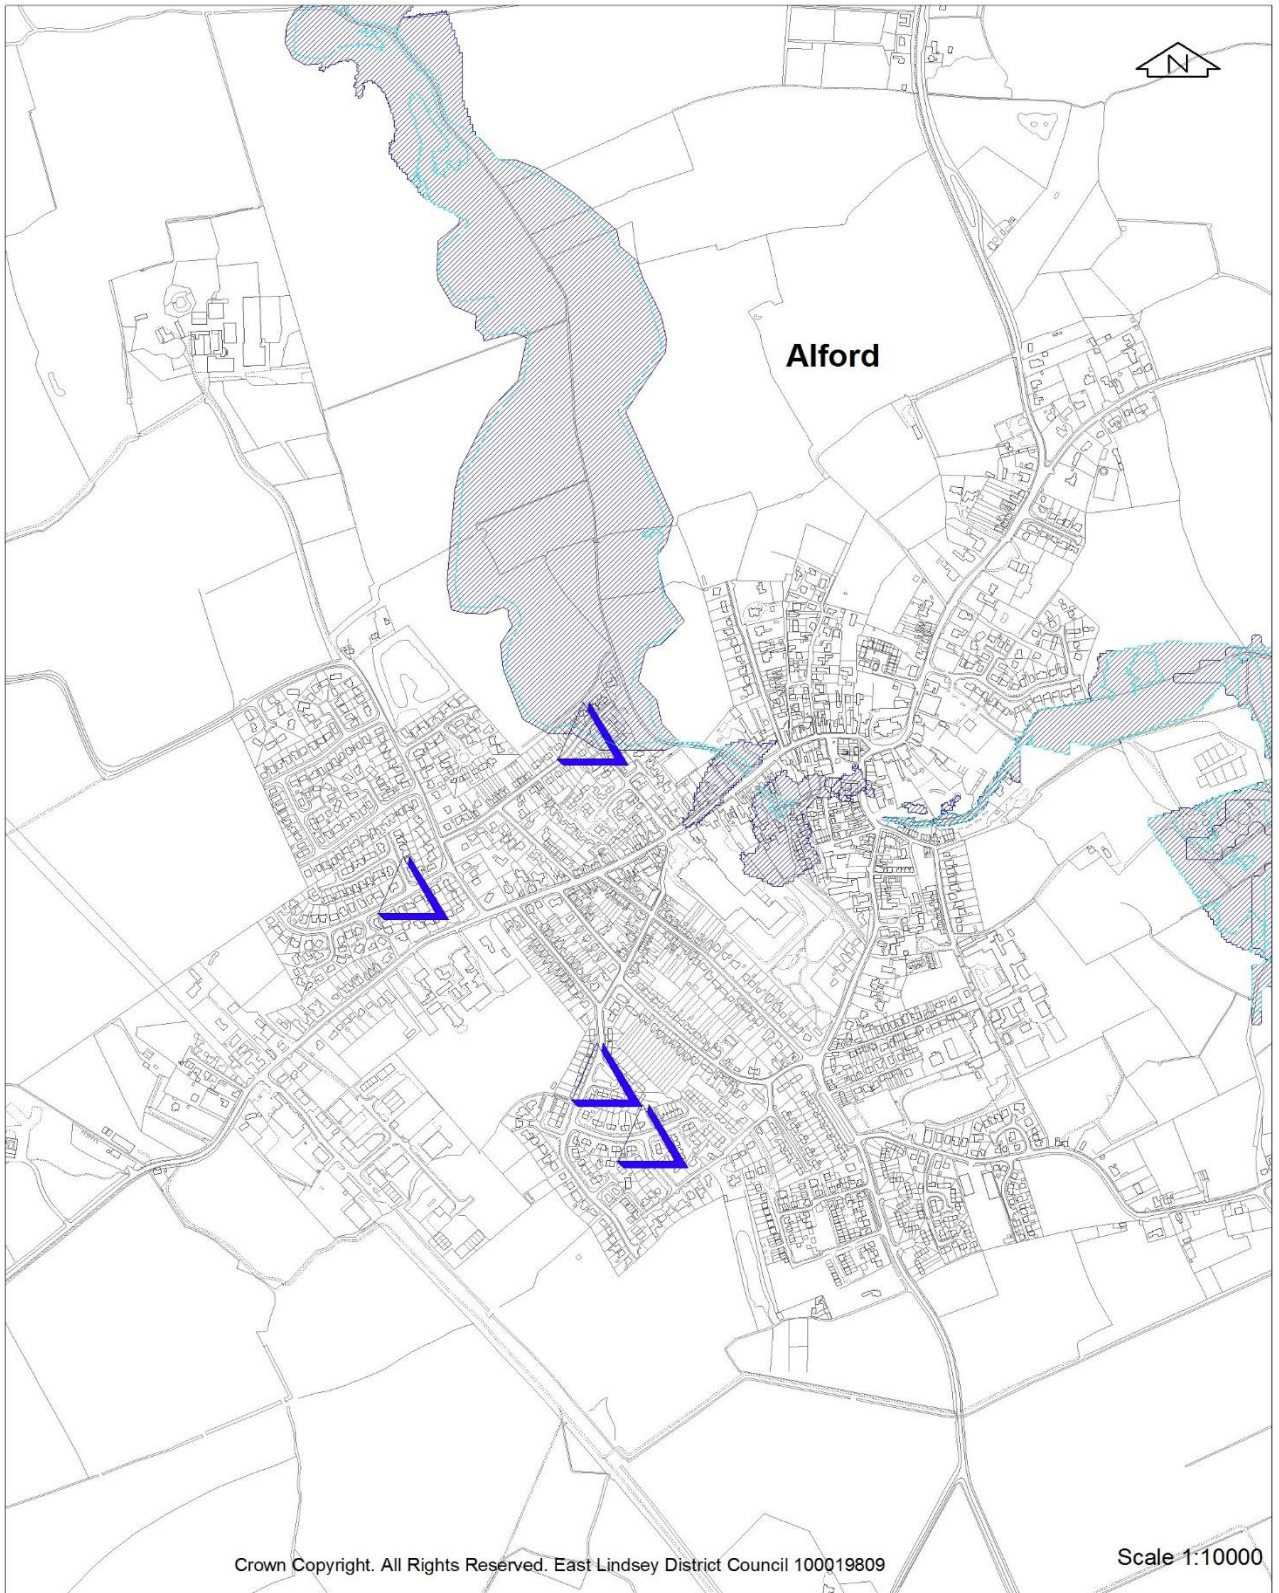 N
Alford
Crown Copyright. All Rights Reserved. East Lindsey District Council 100019809
Scale 1:10000